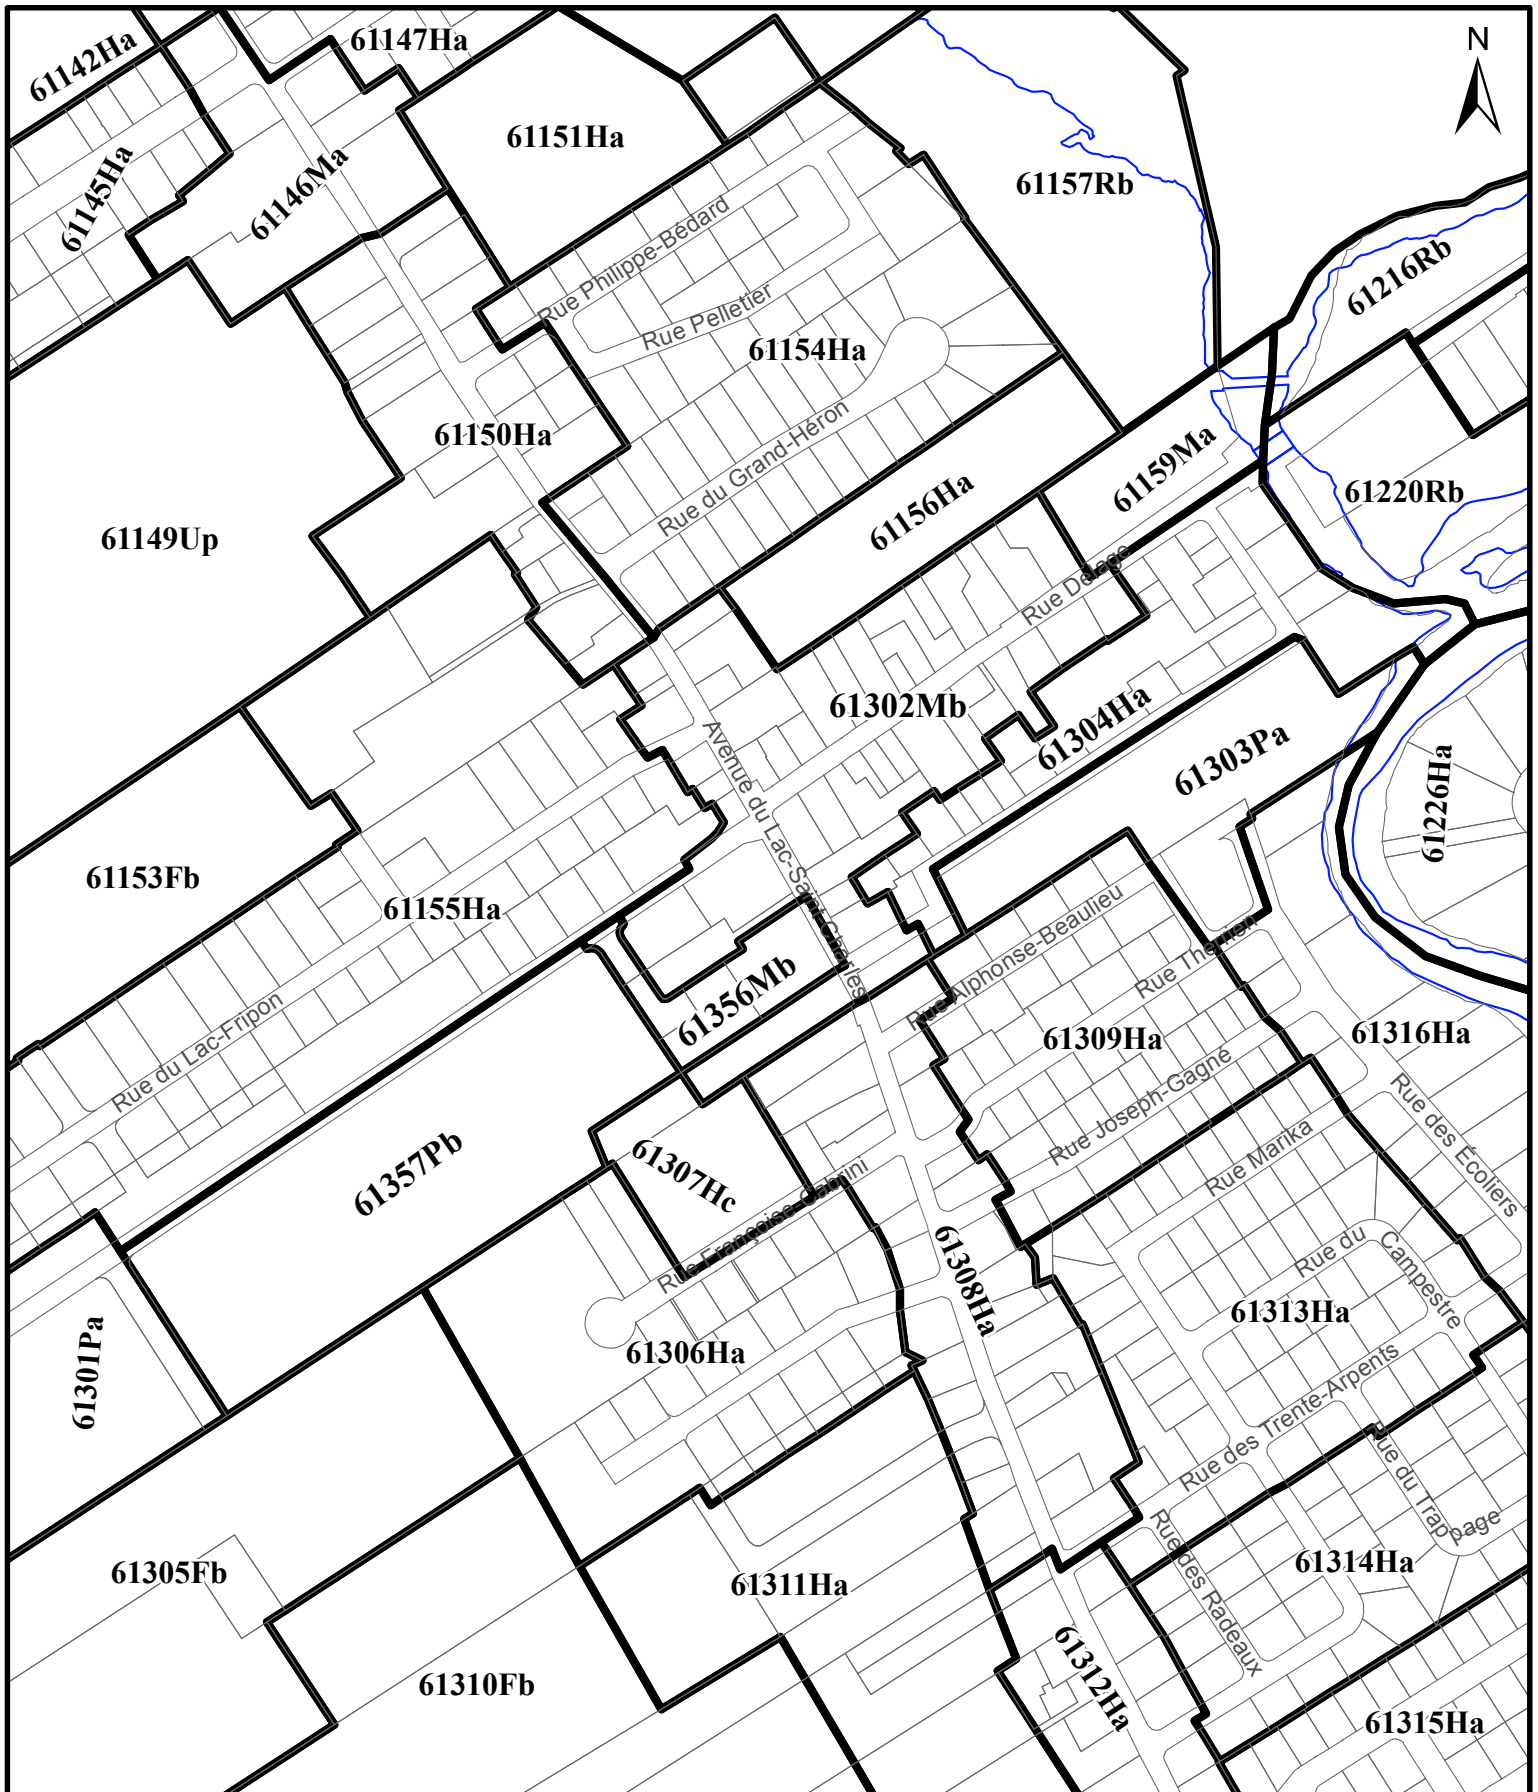 61142Ha
61147Ha
N
61151Ha
61145Ha
61146Ma
61157Rb
Rue Philippe-Bédard
61216Rb
Rue Pelletier
61154Ha
61150Ha
Rue du Grand-Héron
61156Ha
61159Ma
61220Rb
61149Up
Rue Delage
61302Mb
61304Ha
61303Pa
Avenue du Lac-Saint-Charles
61226Ha
61153Fb
61155Ha
Rue Alphonse-Beaulieu
Rue Therrien
61356Mb
Rue du Lac-Fripon
61309Ha
61316Ha
Rue Joseph-Gagné
Rue des Écoliers
61357Pb
61307Hc
Rue Marika
Rue Françoise-Cabrini
61308Ha
Rue du
Campestre
61313Ha
61301Pa
61306Ha
Rue des Trente-Arpents
Rue du Trappage
61305Fb
61311Ha
Rue des Radeaux
61314Ha
61310Fb
61312Ha
61315Ha